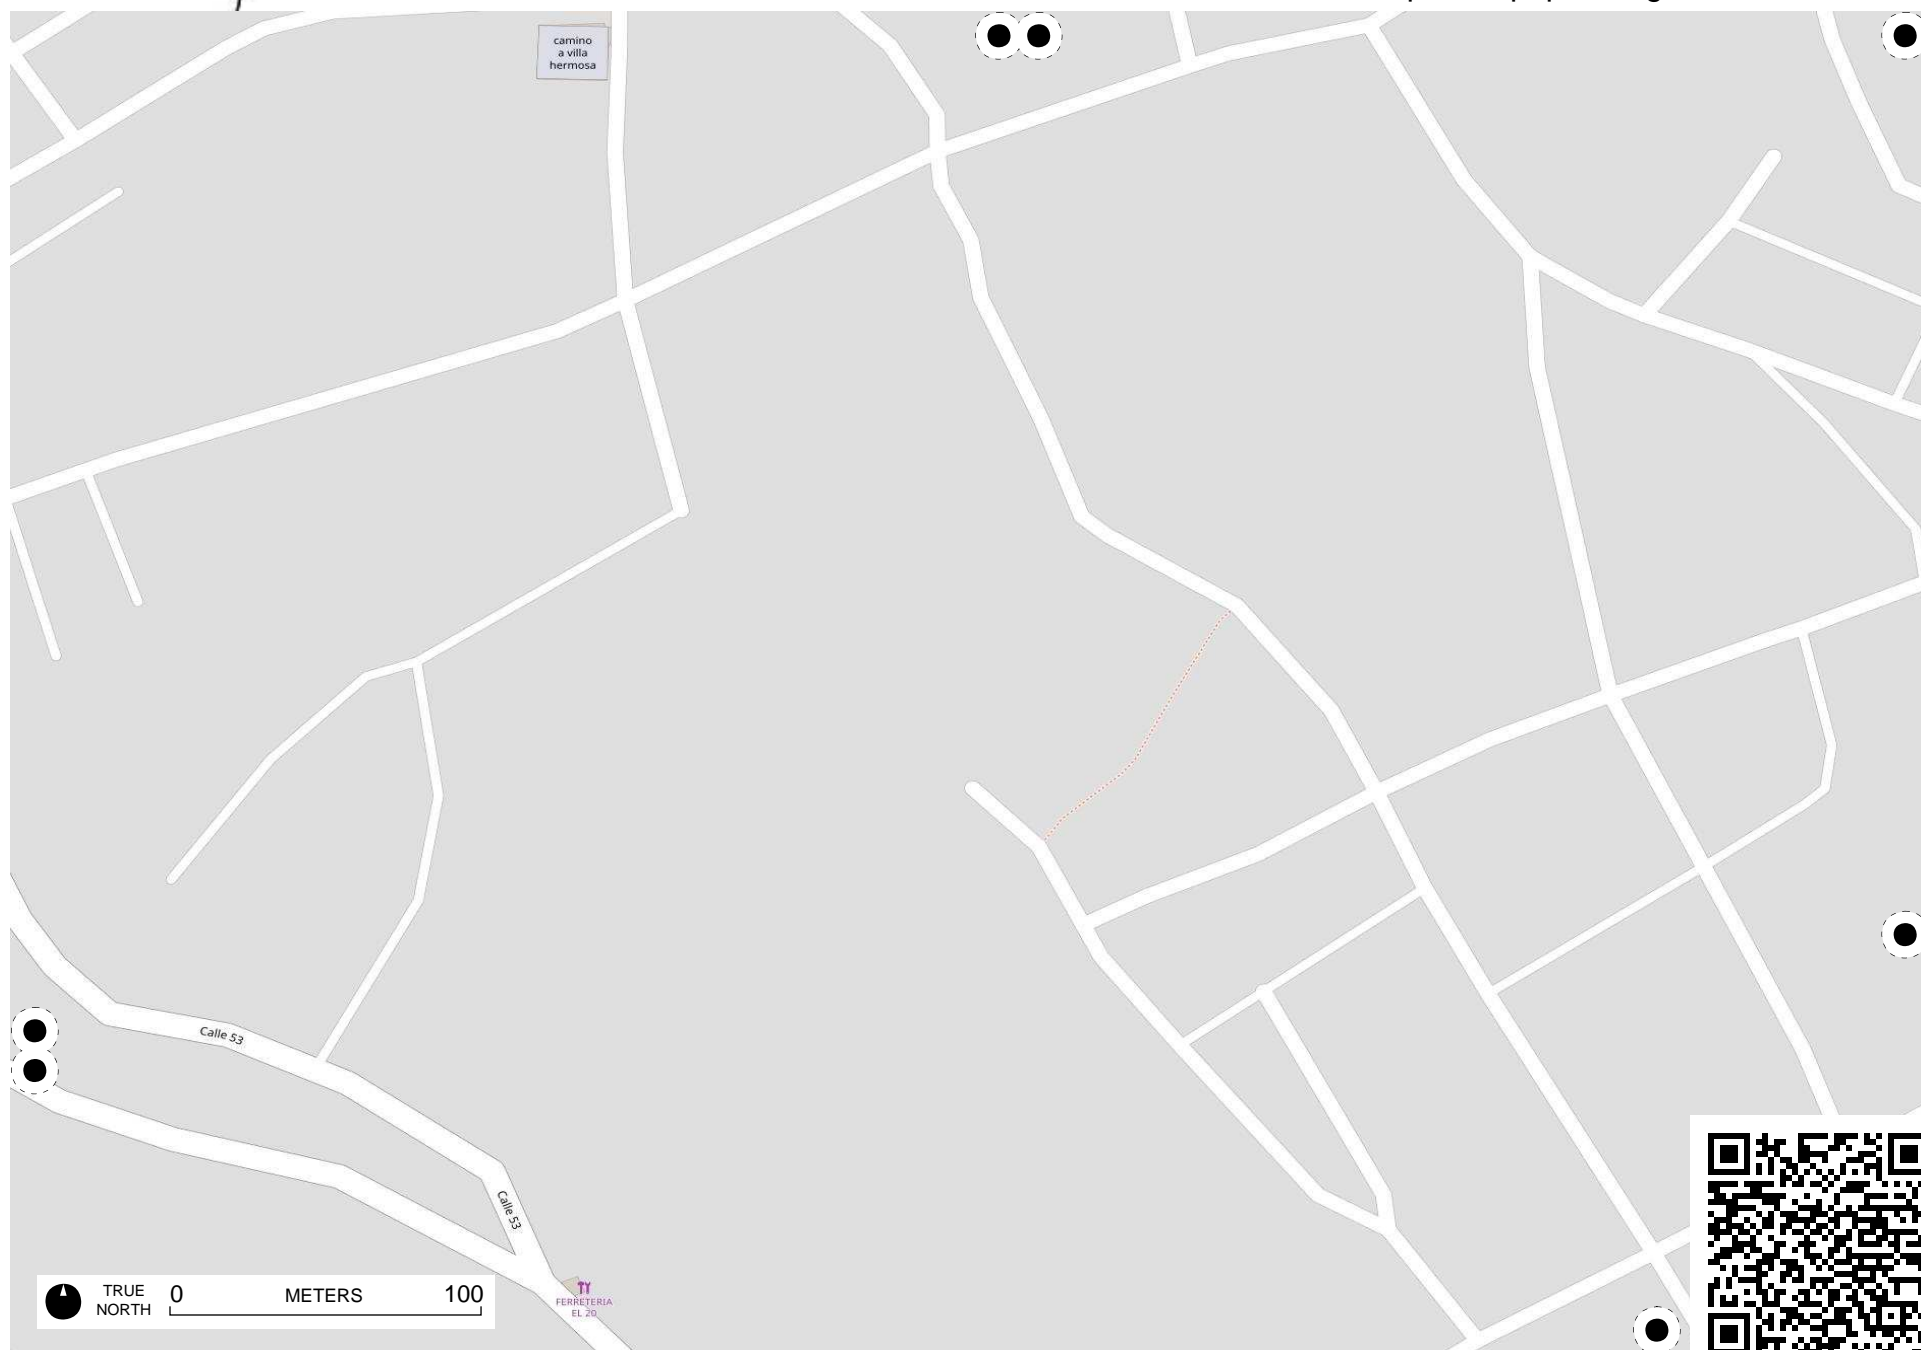 camino
a villa
hermosa
Calle 53
Calle 53
FERRETERIA
EL 20
TRUE
NORTH
0
METERS
100